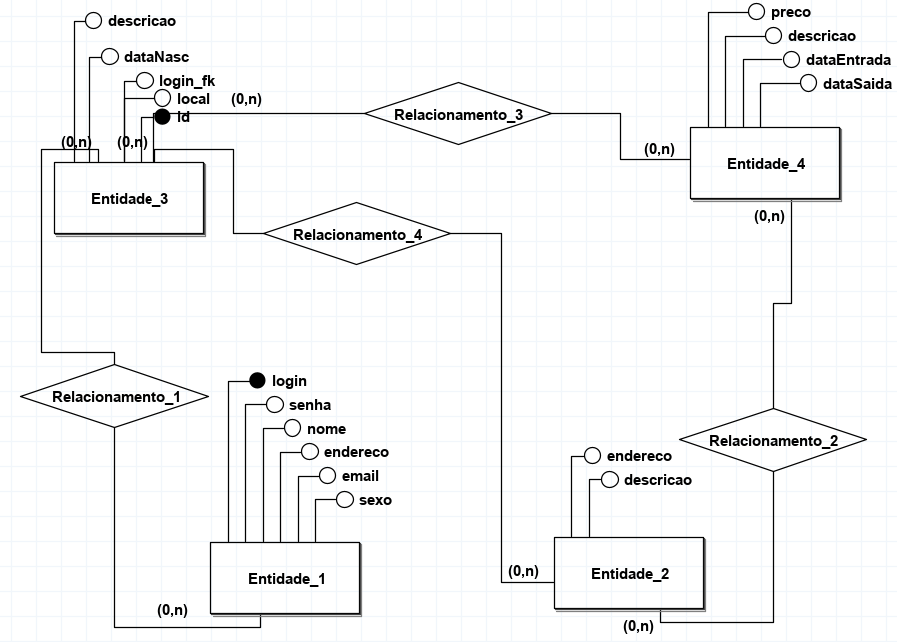 descricao
dataNasc
login_fk
local
Id
(0,n)
(0,n)
(0,n)
Entidade_3
Relacionamento_3
preco
descricao
dataEntrada
dataSaida
(0,n)
Entidade_4
(0,n)
Relacionamento_4
Relacionamento_1
login
senha
nome
endereco
email
sexo
Entidade_1
(0,n)
Relacionamento_2
endereco
descricao
(0,n)
Entidade_2
(0,n)